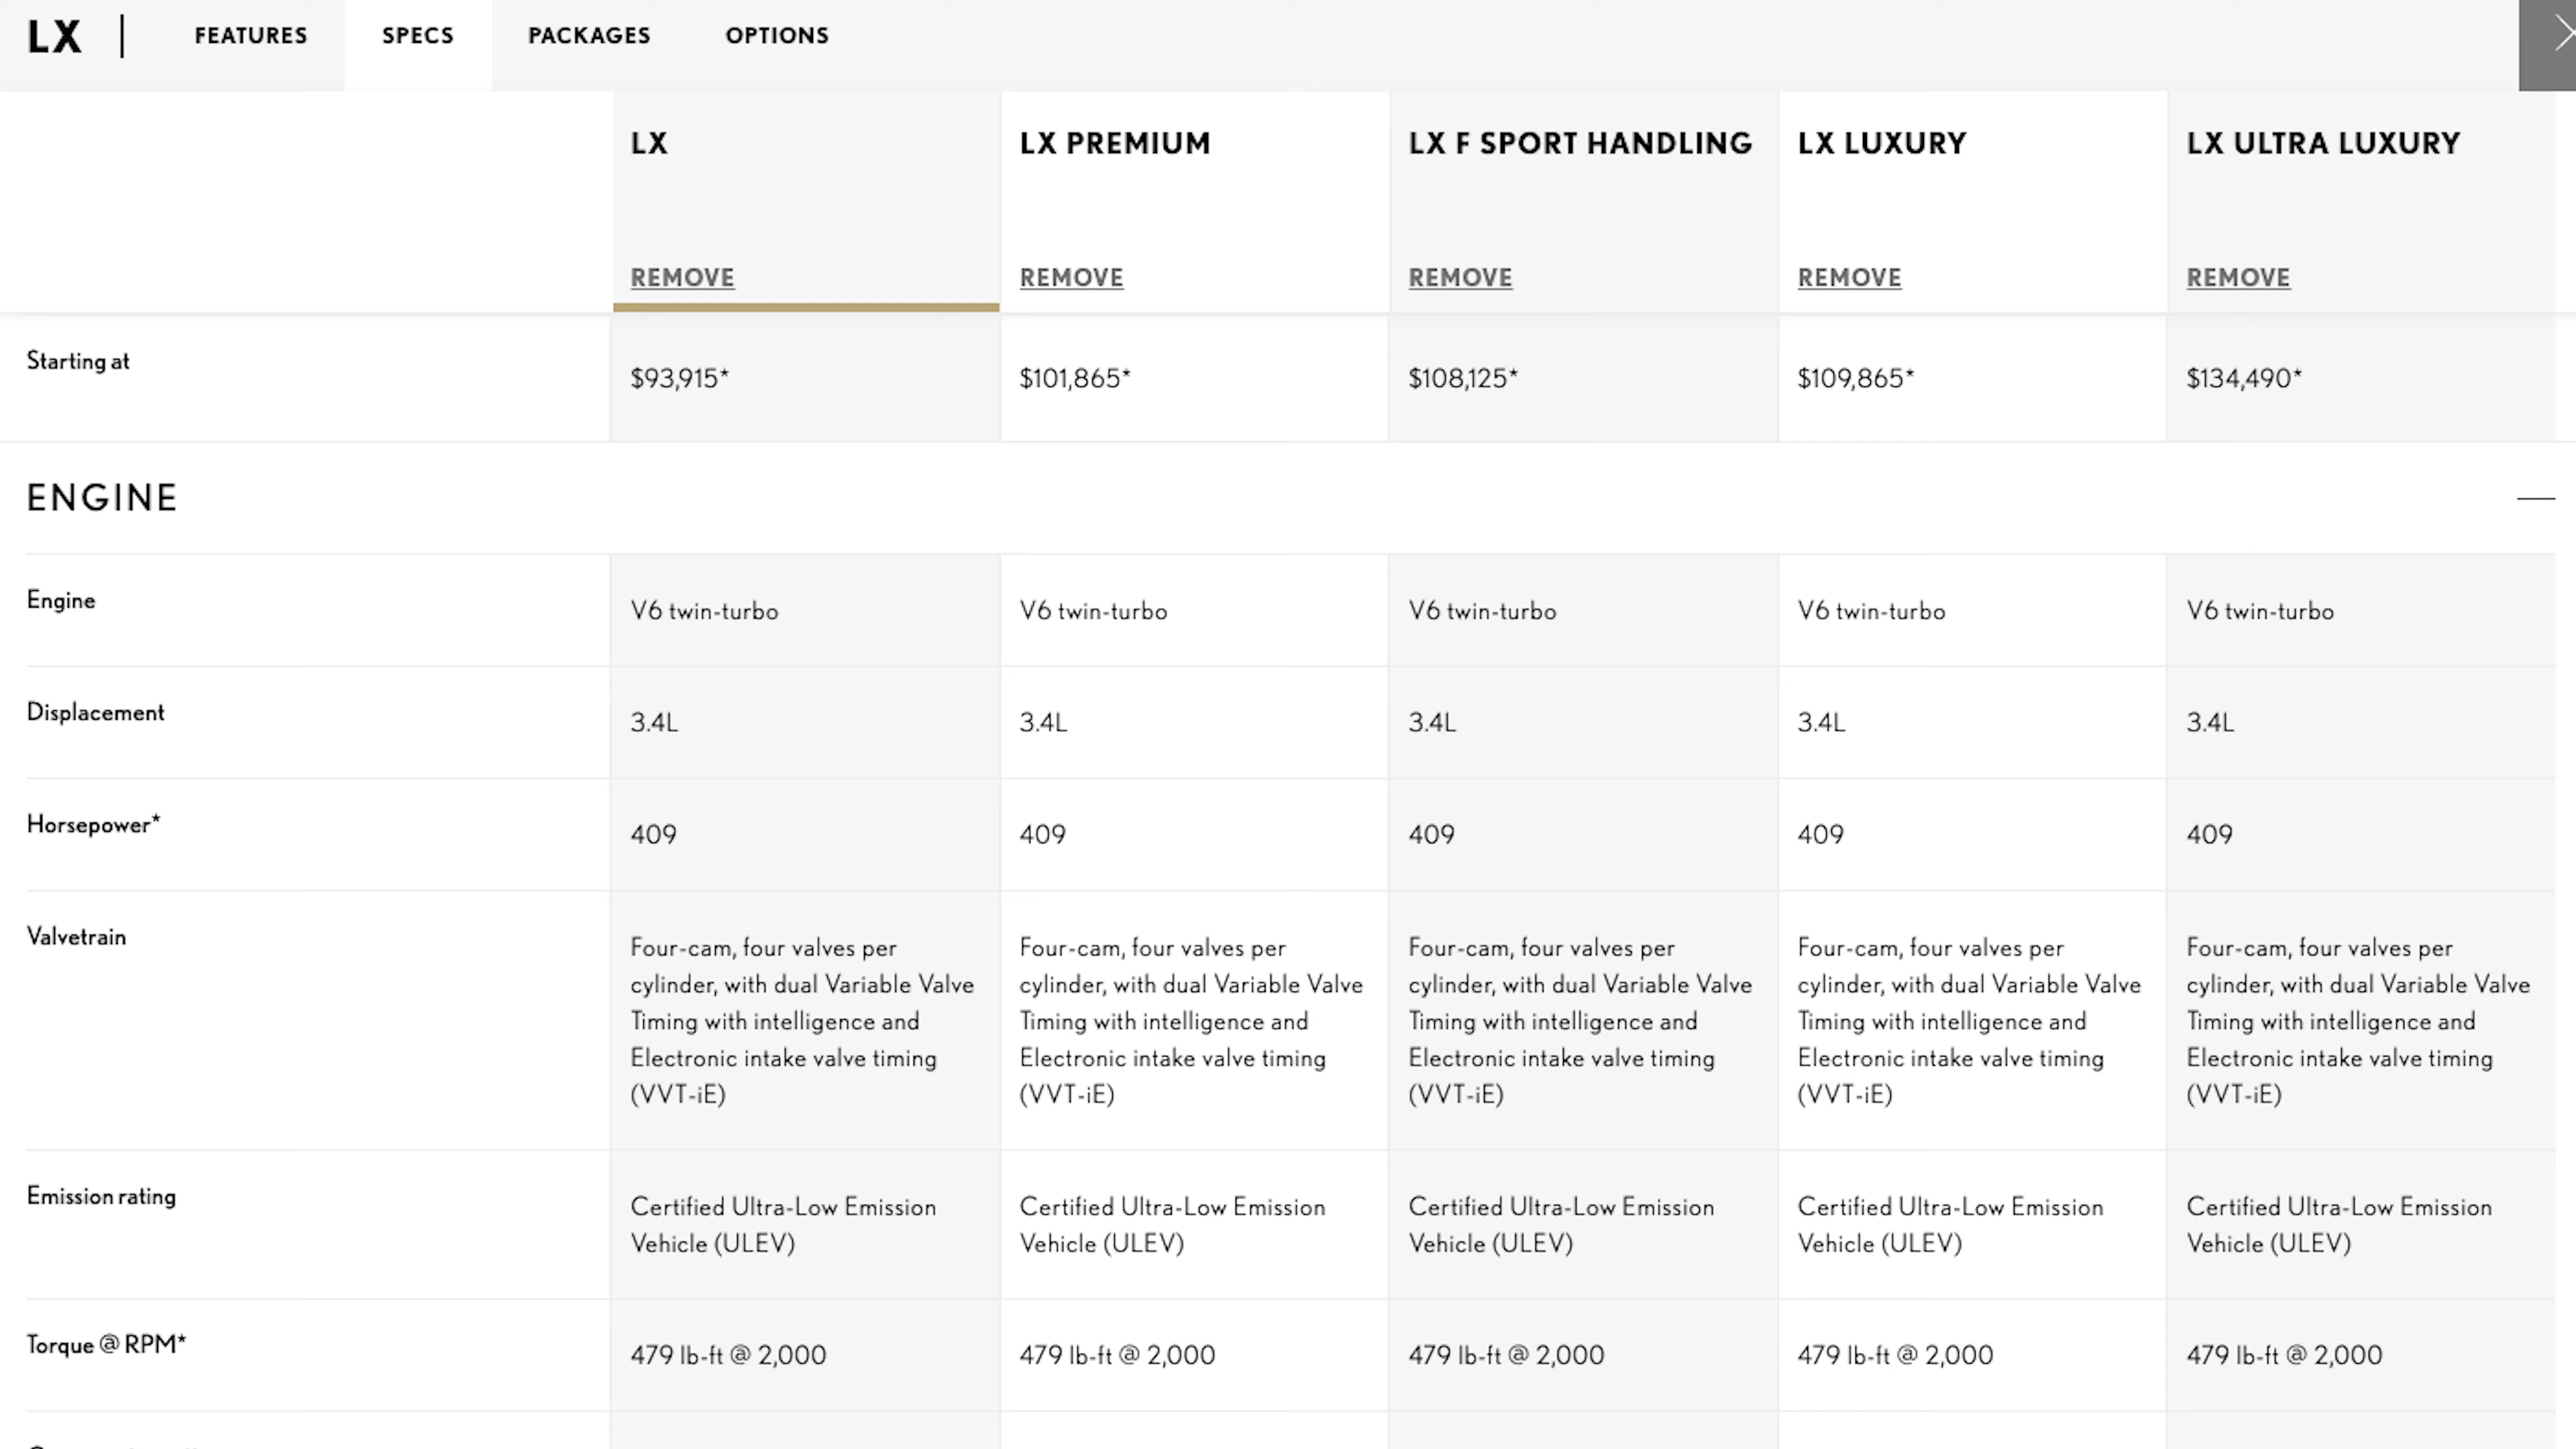 LX | FEATURES SPECS PACKAGES OPTIONS
LX LX PREMIUM LX F SPORT HANDLING LX LUXURY LX ULTRA LUXURY
REMOVE REMOVE REMOVE REMOVE REMOVE
Starting at
$93,915* $101,865* $108,125* $109,865* $134,490*
ENGINE
Engine
V6 twin-turbo V6 twin-turbo V6 twin-turbo V6 twin-turbo V6 twin-turbo
Displacement
3.4L 3.4L 3.4L 3.4L 3.4L
Horsepower*
409 409 409 409 409
Valvetrain
Four-cam, four valves per Four-cam, four valves per Four-cam, four valves per Four-cam, four valves per Four-cam, four valves per
cylinder, with dual Variable Valve cylinder, with dual Variable Valve cylinder, with dual Variable Valve cylinder, with dual Variable Valve cylinder, with dual Variable Valve
Timing with intelligence and Timing with intelligence and Timing with intelligence and Timing with intelligence and Timing with intelligence and
Electronic intake valve timing Electronic intake valve timing Electronic intake valve timing Electronic intake valve timing Electronic intake valve timing
(VVT-iE) (VVT-iE) (VVT-iE) (VVT-iE) (VVT-iE)
Emission rating
Certified Ultra-Low Emission Certified Ultra-Low Emission Certified Ultra-Low Emission Certified Ultra-Low Emission Certified Ultra-Low Emission
Vehicle (ULEV) Vehicle (ULEV) Vehicle (ULEV) Vehicle (ULEV) Vehicle (ULEV)
Torque @ RPM*
479 lb-ft @ 2,000 479 lb-ft @ 2,000 479 lb-ft @ 2,000 479 lb-ft @ 2,000 479 lb-ft @ 2,000